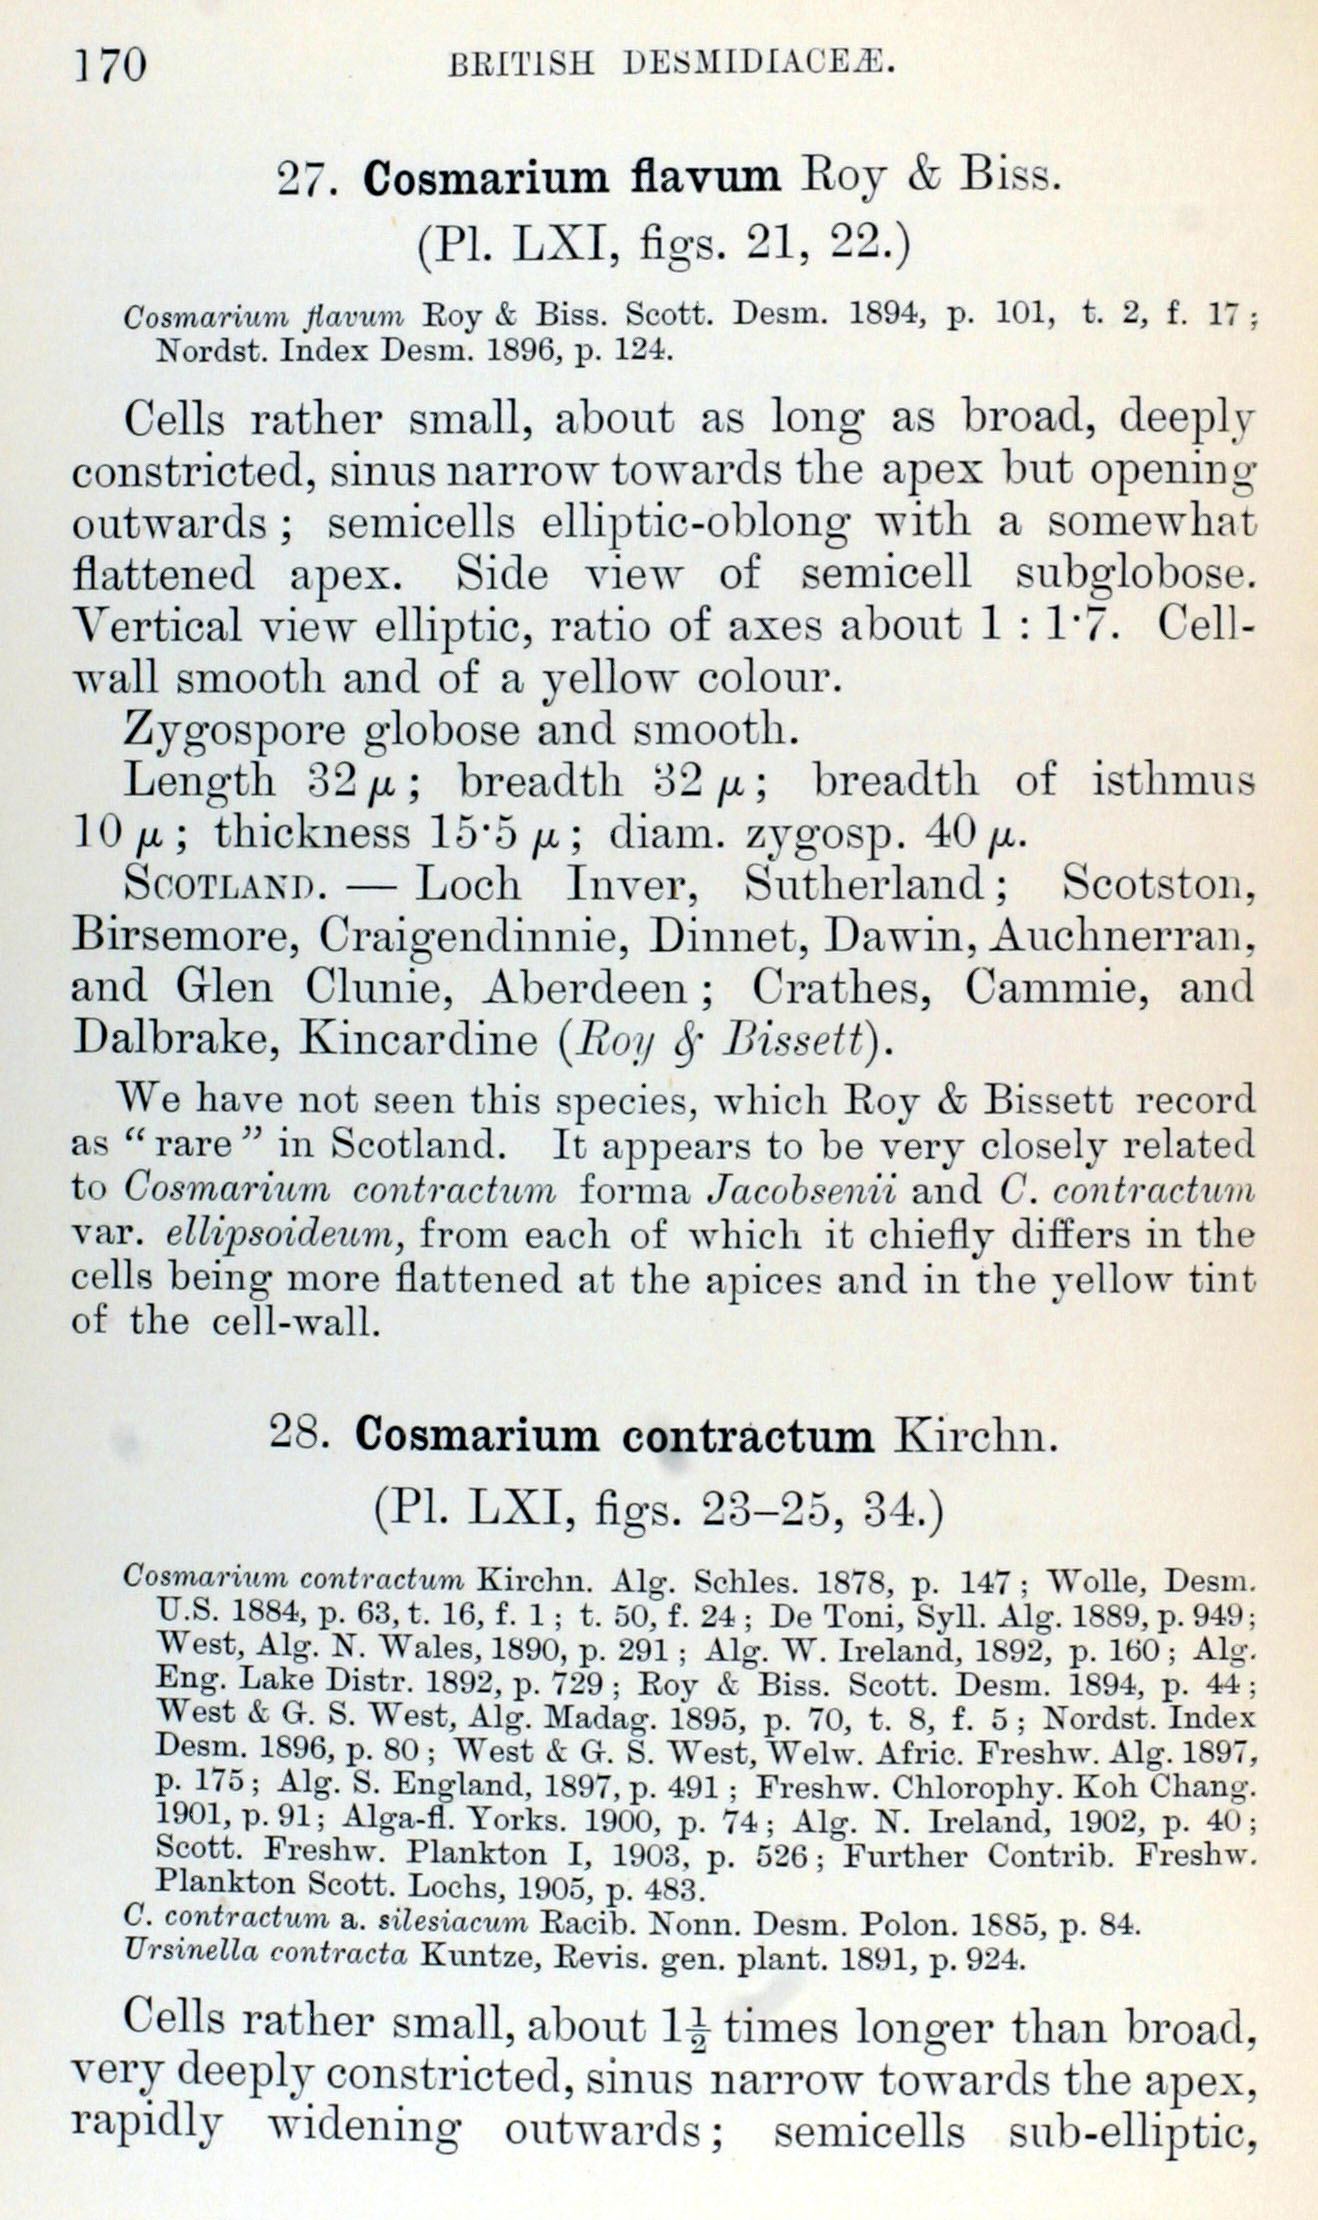 170 BRITISH DESMIDIACEÆ.
27. Cosmarium flavum Roy & Biss.
(Pl. LXI, figs. 21, 22.)
Cosmarium flavum Roy & Biss. Scott. Desm. 1894, p. 101, t. 2, f. 17;
Nordst. Index Desm. 1896, p. 124.
Cells rather small, about as long as broad, deeply
constricted, sinus narrow towards the apex but opening
outwards; semicells elliptic-oblong with a somewhat
flattened apex. Side view of semicell subglobose.
Vertical view elliptic, ratio of axes about 1 : 1·7. Cell-
wall smooth and of a yellow colour.
Zygospore globose and smooth.
Length 32 μ; breadth 32 μ; breadth of isthmus
10 μ; thickness 15·5 μ; diam. zygosp. 40 μ.
SCOTLAND. — Loch Inver, Sutherland; Scotston,
Birsemore, Craigendinnie, Dinnet, Dawin, Auchnerran,
and Glen Clunie, Aberdeen; Crathes, Cammie, and
Dalbrake, Kincardine (Roy & Bissett).
We have not seen this species, which Roy & Bissett record
as “rare” in Scotland. It appears to be very closely related
to Cosmarium contractum forma Jacobsenii and C. contractum
var. ellipsoideum, from each of which it chiefly differs in the
cells being more flattened at the apices and in the yellow tint
of the cell-wall.
28. Cosmarium contractum Kirchn.
(Pl. LXI, figs. 23–25, 34.)
Cosmarium contractum Kirchn. Alg. Schles. 1878, p. 147; Wolle, Desm.
U.S. 1884, p. 63, t. 16, f. 1; t. 50, f. 24; De Toni, Syll. Alg. 1889, p. 949;
West, Alg. N. Wales, 1890, p. 291; Alg. W. Ireland, 1892, p. 160; Alg.
Eng. Lake Distr. 1892, p. 729; Roy & Biss. Scott. Desm. 1894, p. 44;
West & G. S. West, Alg. Madag. 1895, p. 70, t. 8, f. 5; Nordst. Index
Desm. 1896, p. 80; West & G. S. West, Welw. Afric. Freshw. Alg. 1897,
p. 175; Alg. S. England, 1897, p. 491; Freshw. Chlorophy. Koh Chang.
1901, p. 91; Alga-fl. Yorks. 1900, p. 74; Alg. N. Ireland, 1902, p. 40;
Scott. Freshw. Plankton I, 1903, p. 526; Further Contrib. Freshw.
Plankton Scott. Lochs, 1905, p. 483.
C. contractum a. silesiacum Racib. Nonn. Desm. Polon. 1885, p. 84.
Ursinella contracta Kuntze, Revis. gen. plant. 1891, p. 924.
Cells rather small, about 1½ times longer than broad,
very deeply constricted, sinus narrow towards the apex,
rapidly widening outwards; semicells sub-elliptic,